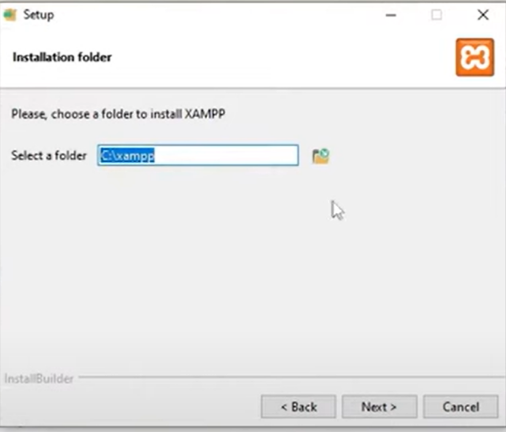 Setup
Installation folder
Please, choose a folder to install XAMPP
Select a folder C:\xampp
InstallBuilder
< Back Next > Cancel